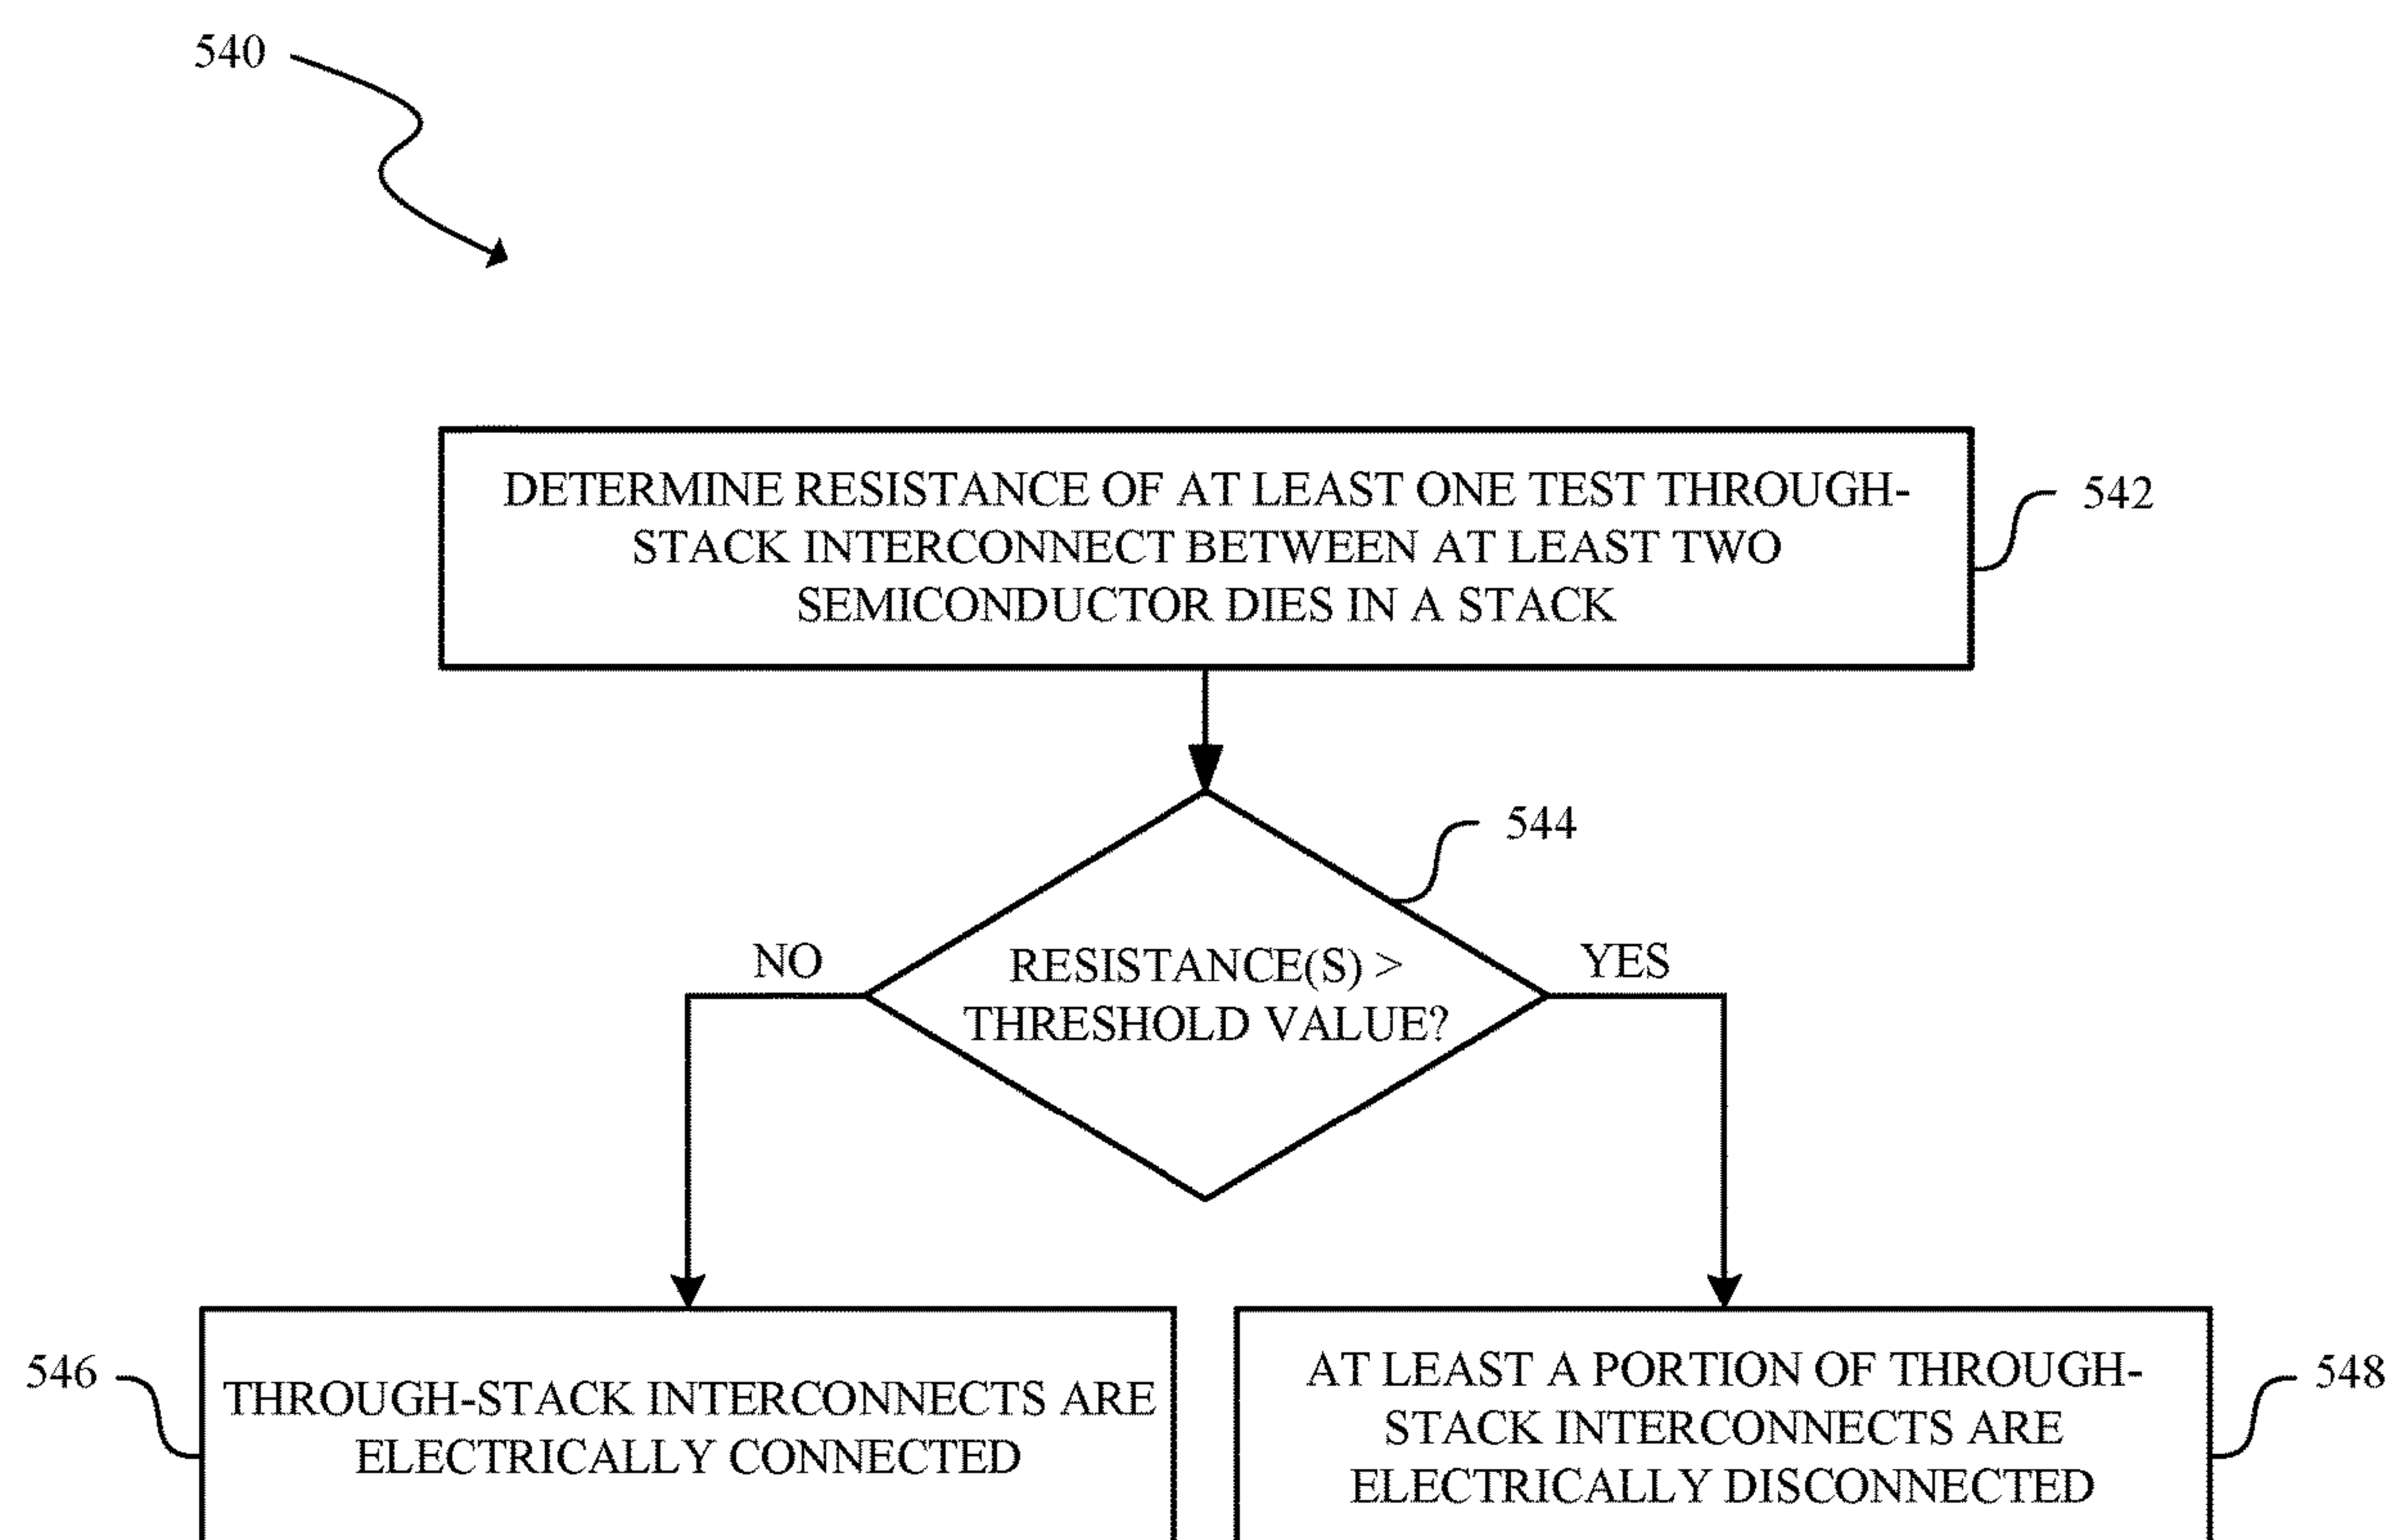 540
DETERMINE RESISTANCE OF AT LEAST ONE TEST THROUGH-
STACK INTERCONNECT BETWEEN AT LEAST TWO
SEMICONDUCTOR DIES IN A STACK
542
544
NO
RESISTANCE(S) >
THRESHOLD VALUE?
YES
546
THROUGH-STACK INTERCONNECTS ARE
ELECTRICALLY CONNECTED
AT LEAST A PORTION OF THROUGH-
STACK INTERCONNECTS ARE
ELECTRICALLY DISCONNECTED
548